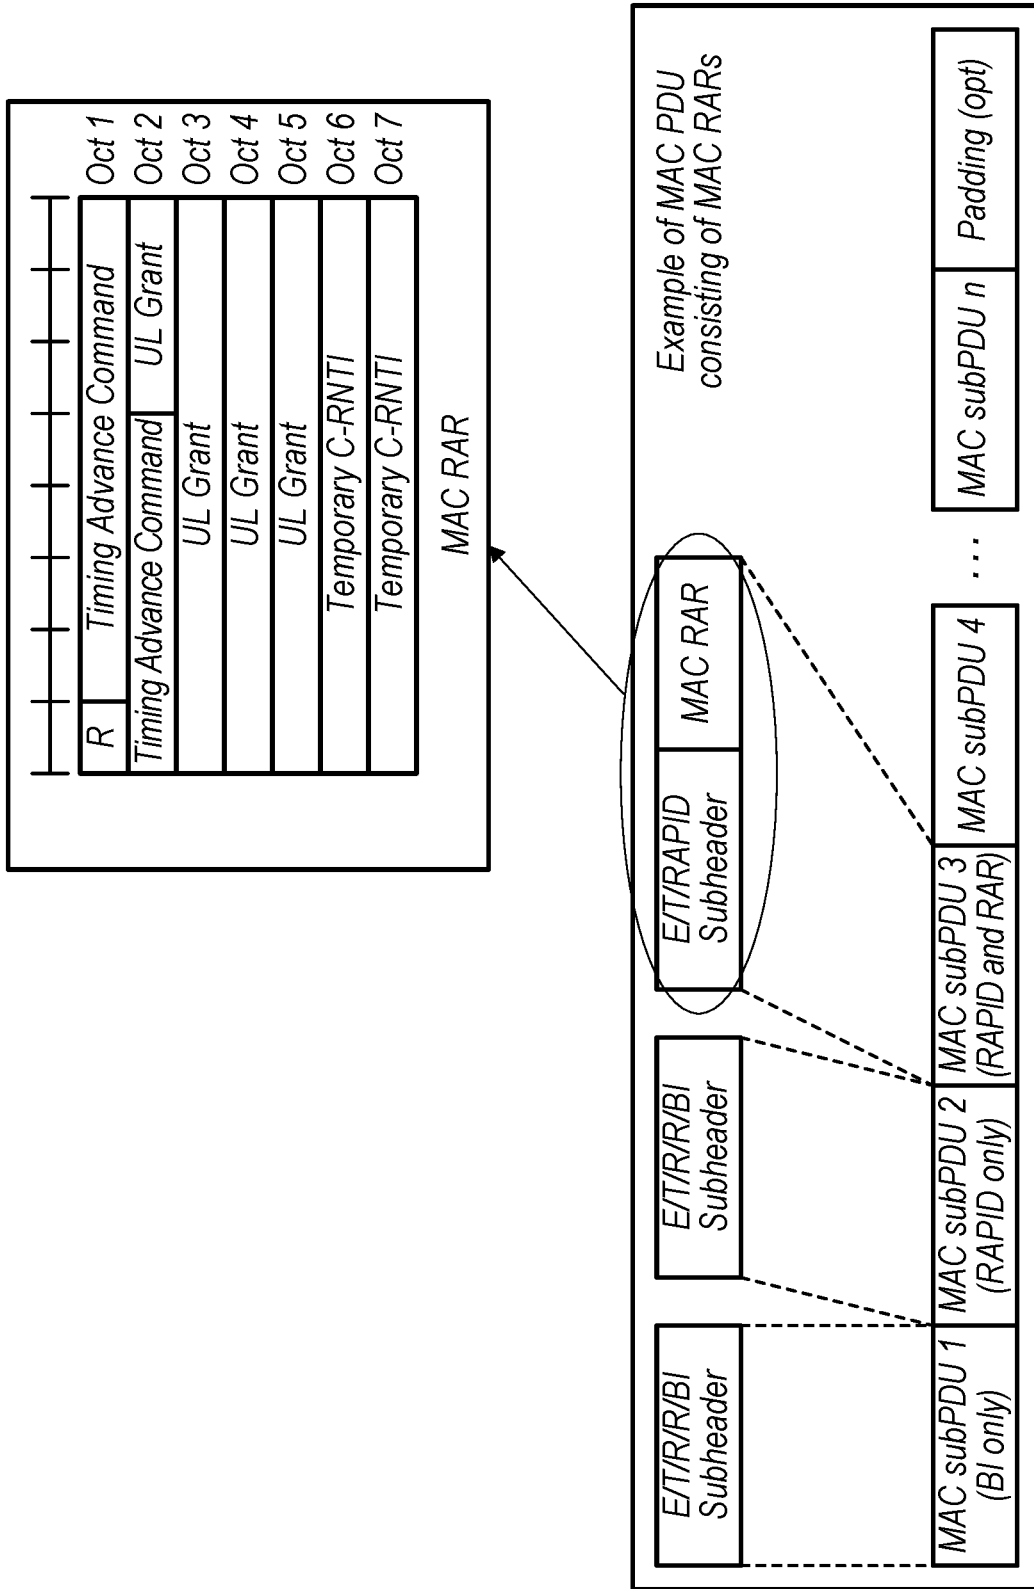 R
Timing Advance Command
Oct 1
Timing Advance Command
UL Grant
Oct 2
UL Grant
Oct 3
UL Grant
Oct 4
UL Grant
Oct 5
Temporary C-RNTI
Oct 6
Temporary C-RNTI
Oct 7
MAC RAR
E/T/R/R/BI
Subheader
E/T/R/R/BI
Subheader
E/T/RAPID
Subheader
MAC RAR
Example of MAC PDU
consisting of MAC RARs
MAC subPDU 1
(BI only)
MAC subPDU 2
(RAPID only)
MAC subPDU 3
(RAPID and RAR)
MAC subPDU 4
. . .
MAC subPDU n
Padding (opt)